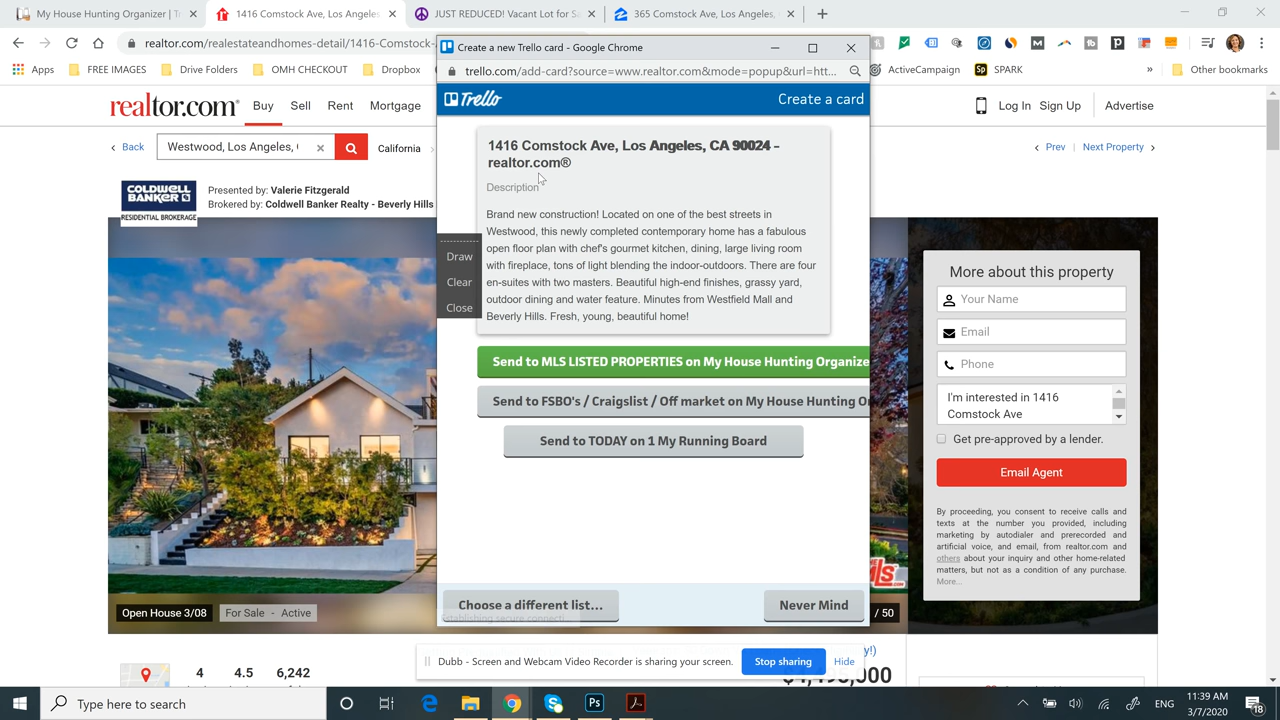 My House Hunting Organizer | Tr
1416 Comstock Ave, Los Angeles
JUST REDUCED! Vacant Lot for Sa
365 Comstock Ave, Los Angeles,
realtor.com/realestateandhomes-detail/1416-Comstock-
Apps
FREE IMAGES
Drive Folders
OMH CHECKOUT
Dropbox
ActiveCampaign
Sp SPARK
»
Other bookmarks
Create a new Trello card - Google Chrome
trello.com/add-card?source=www.realtor.com&mode=popup&url=htt...
Trello
Create a card
realtor.com®
Buy
Sell
Rent
Mortgage
Log In
Sign Up
Advertise
Back
Westwood, Los Angeles, (
California
Prev
Next Property
COLDWELL
BANKER
RESIDENTIAL BROKERAGE
Presented by: Valerie Fitzgerald
Brokered by: Coldwell Banker Realty - Beverly Hills
1416 Comstock Ave, Los Angeles, CA 90024 -
realtor.com®
Description
Brand new construction! Located on one of the best streets in
Westwood, this newly completed contemporary home has a fabulous
open floor plan with chef's gourmet kitchen, dining, large living room
with fireplace, tons of light blending the indoor-outdoors. There are four
en-suites with two masters. Beautiful high-end finishes, grassy yard,
outdoor dining and water feature. Minutes from Westfield Mall and
Beverly Hills. Fresh, young, beautiful home!
Draw
Clear
Close
Send to MLS LISTED PROPERTIES on My House Hunting Organize
Send to FSBO's / Craigslist / Off market on My House Hunting O
Send to TODAY on 1 My Running Board
Choose a different list...
Never Mind
More about this property
Your Name
Email
Phone
I'm interested in 1416
Comstock Ave
Get pre-approved by a lender.
Email Agent
By proceeding, you consent to receive calls and
texts at the number you provided, including
marketing by autodialer and prerecorded and
artificial voice, and email, from realtor.com and
others about your inquiry and other home-related
matters, but not as a condition of any purchase.
More...
Open House 3/08
For Sale - Active
/ 50
4
4.5
6,242
Dubb - Screen and Webcam Video Recorder is sharing your screen.
Stop sharing
Hide
Type here to search
ENG
11:39 AM
3/7/2020
18